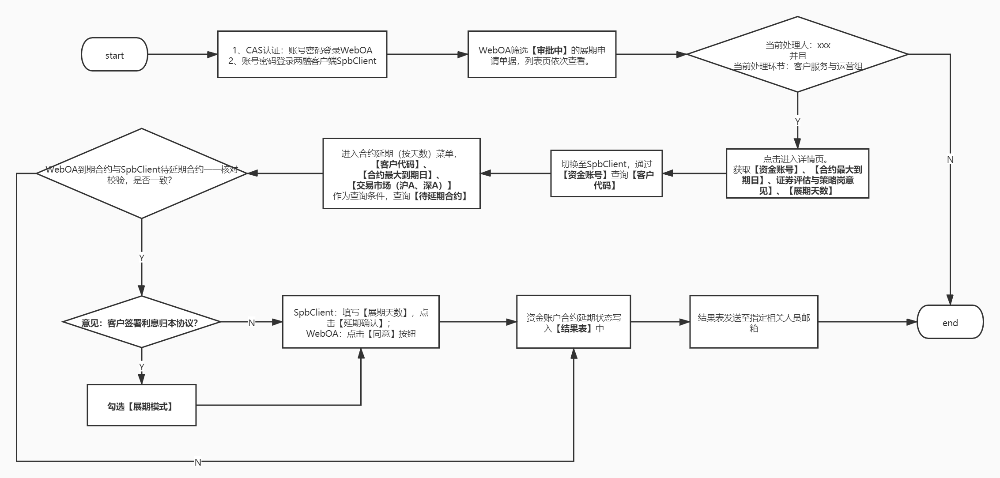 start
1、CAS认证：账号密码登录WebOA
2、账号密码登录两融客户端SpbClient
WebOA筛选【审批中】的展期申
请单据，列表页依次查看。
当前处理人：xxx
并且
当前处理环节：客户服务与运营组
Y
N
点击进入详情页。
获取【资金账号】、【合约最大到
期日】、证券评估与策略岗意
见】、【展期天数】
切换至SpbClient，通过
【资金账号】查询【客户
代码】
进入合约延期（按天数）菜单，
【客户代码】、
【合约最大到期日】、
【交易市场（沪A、深A）】
作为查询条件，查询【待延期合约】
WebOA到期合约与SpbClient待延期合约一一核对
校验，是否一致？
Y
意见：客户签署利息归本协议？
N
Y
勾选【展期模式】
SpbClient：填写【展期天数】，点
击【延期确认】；
WebOA：点击【同意】按钮
资金账户合约延期状态写
入【结果表】中
结果表发送至指定相关人员邮
箱
end
N